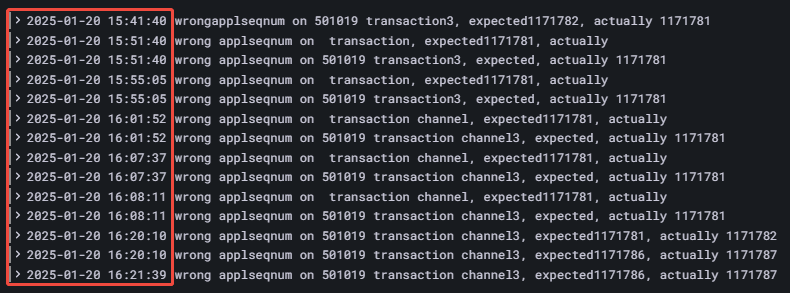 > 2025-01-20 15:41:40 wrongapplseqnum on 501019 transaction3, expected1171782, actually 1171781
> 2025-01-20 15:51:40 wrong applseqnum on  transaction, expected1171781, actually
> 2025-01-20 15:51:40 wrong applseqnum on 501019 transaction3, expected, actually 1171781
> 2025-01-20 15:55:05 wrong applseqnum on  transaction, expected1171781, actually
> 2025-01-20 15:55:05 wrong applseqnum on 501019 transaction3, expected, actually 1171781
> 2025-01-20 16:01:52 wrong applseqnum on  transaction channel, expected1171781, actually
> 2025-01-20 16:01:52 wrong applseqnum on 501019 transaction channel3, expected, actually 1171781
> 2025-01-20 16:07:37 wrong applseqnum on  transaction channel, expected1171781, actually
> 2025-01-20 16:07:37 wrong applseqnum on 501019 transaction channel3, expected, actually 1171781
> 2025-01-20 16:08:11 wrong applseqnum on  transaction channel, expected1171781, actually
> 2025-01-20 16:08:11 wrong applseqnum on 501019 transaction channel3, expected, actually 1171781
> 2025-01-20 16:20:10 wrong applseqnum on 501019 transaction channel3, expected1171781, actually 1171782
> 2025-01-20 16:20:10 wrong applseqnum on 501019 transaction channel3, expected1171786, actually 1171787
> 2025-01-20 16:21:39 wrong applseqnum on 501019 transaction channel3, expected1171786, actually 1171787